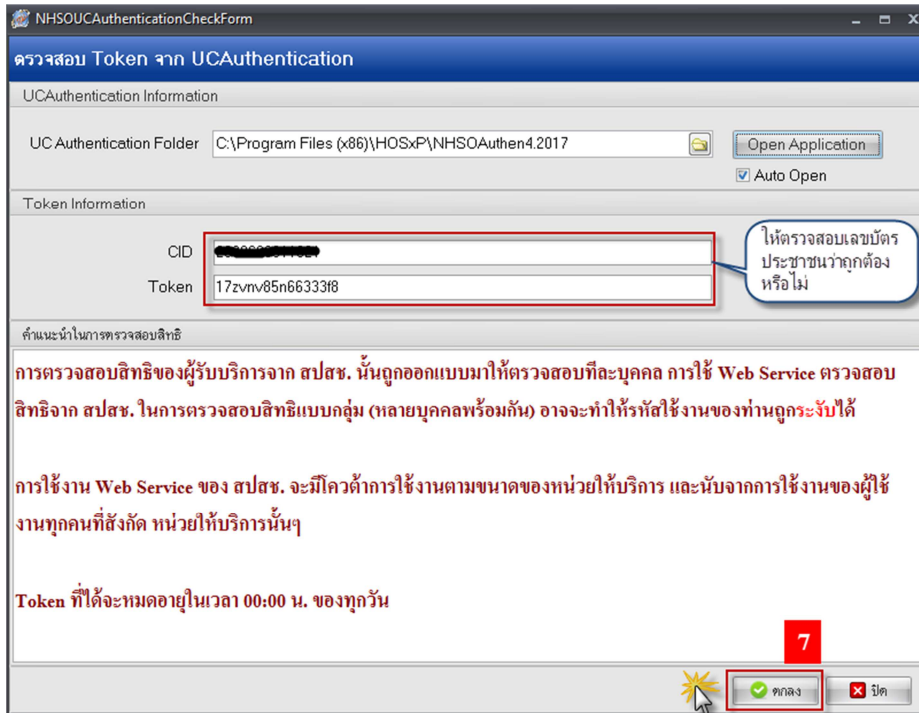 NHSOUCAuthenticationCheckForm
ตรวจสอบ Token จาก UCAuthentication
UCAuthentication Information
UC Authentication Folder C:\Program Files (x86)\HOSxP\NHSOAuthen4.2017 Open Application
Auto Open
Token Information
CID
Token 17zvnv85n66333f8
ให้ตรวจสอบเลขบัตร
ประชาชนว่าถูกต้อง
หรือไม่
คำแนะนำในการตรวจสอบสิทธิ
การตรวจสอบสิทธิของผู้รับบริการจาก สปสช. นั้นถูกออกแบบมาให้ตรวจสอบทีละบุคคล การใช้ Web Service ตรวจสอบ
สิทธิจาก สปสช. ในการตรวจสอบสิทธิแบบกลุ่ม (หลายบุคคลพร้อมกัน) อาจจะทำให้รหัสใช้งานของท่านถูกระงับได้
การใช้งาน Web Service ของ สปสช. จะมีโควต้าการใช้งานตามขนาดของหน่วยให้บริการ และนับจากการใช้งานของผู้ใช้
งานทุกคนที่สังกัด หน่วยให้บริการนั้นๆ
Token ที่ได้จะหมดอายุในเวลา 00:00 น. ของทุกวัน
7
ตกลง ปิด